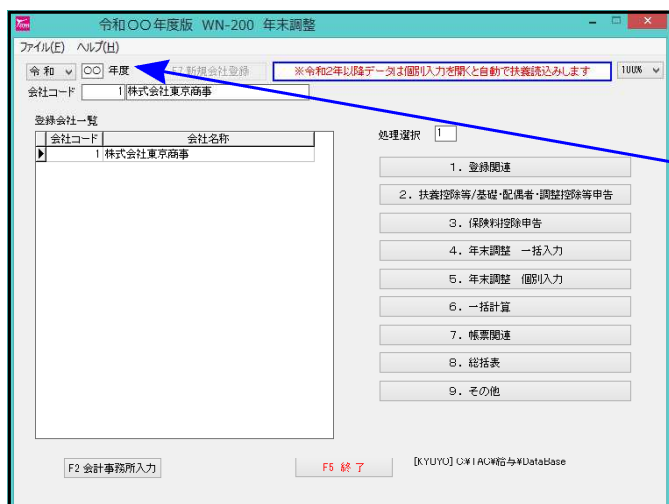 令和〇〇年度版 WN-200 年末調整
ファイル(F) ヘルプ(H)
令和 〇〇 年度 F7 新規会社登録 ※令和2年以降データは個別入力を開くと自動で扶養読込みします 100%
会社コード 1 株式会社東京商事
登録会社一覧
会社コード 会社名称
1 株式会社東京商事
処理選択 1
1. 登録関連
2. 扶養控除等/基礎・配偶者・調整控除等申告
3. 保険料控除申告
4. 年末調整 一括入力
5. 年末調整 個別入力
6. 一括計算
7. 帳票関連
8. 総括表
9. その他
F2 会計事務所入力
F5 終了
[KYUYO] C:¥TAC¥給与¥DataBase